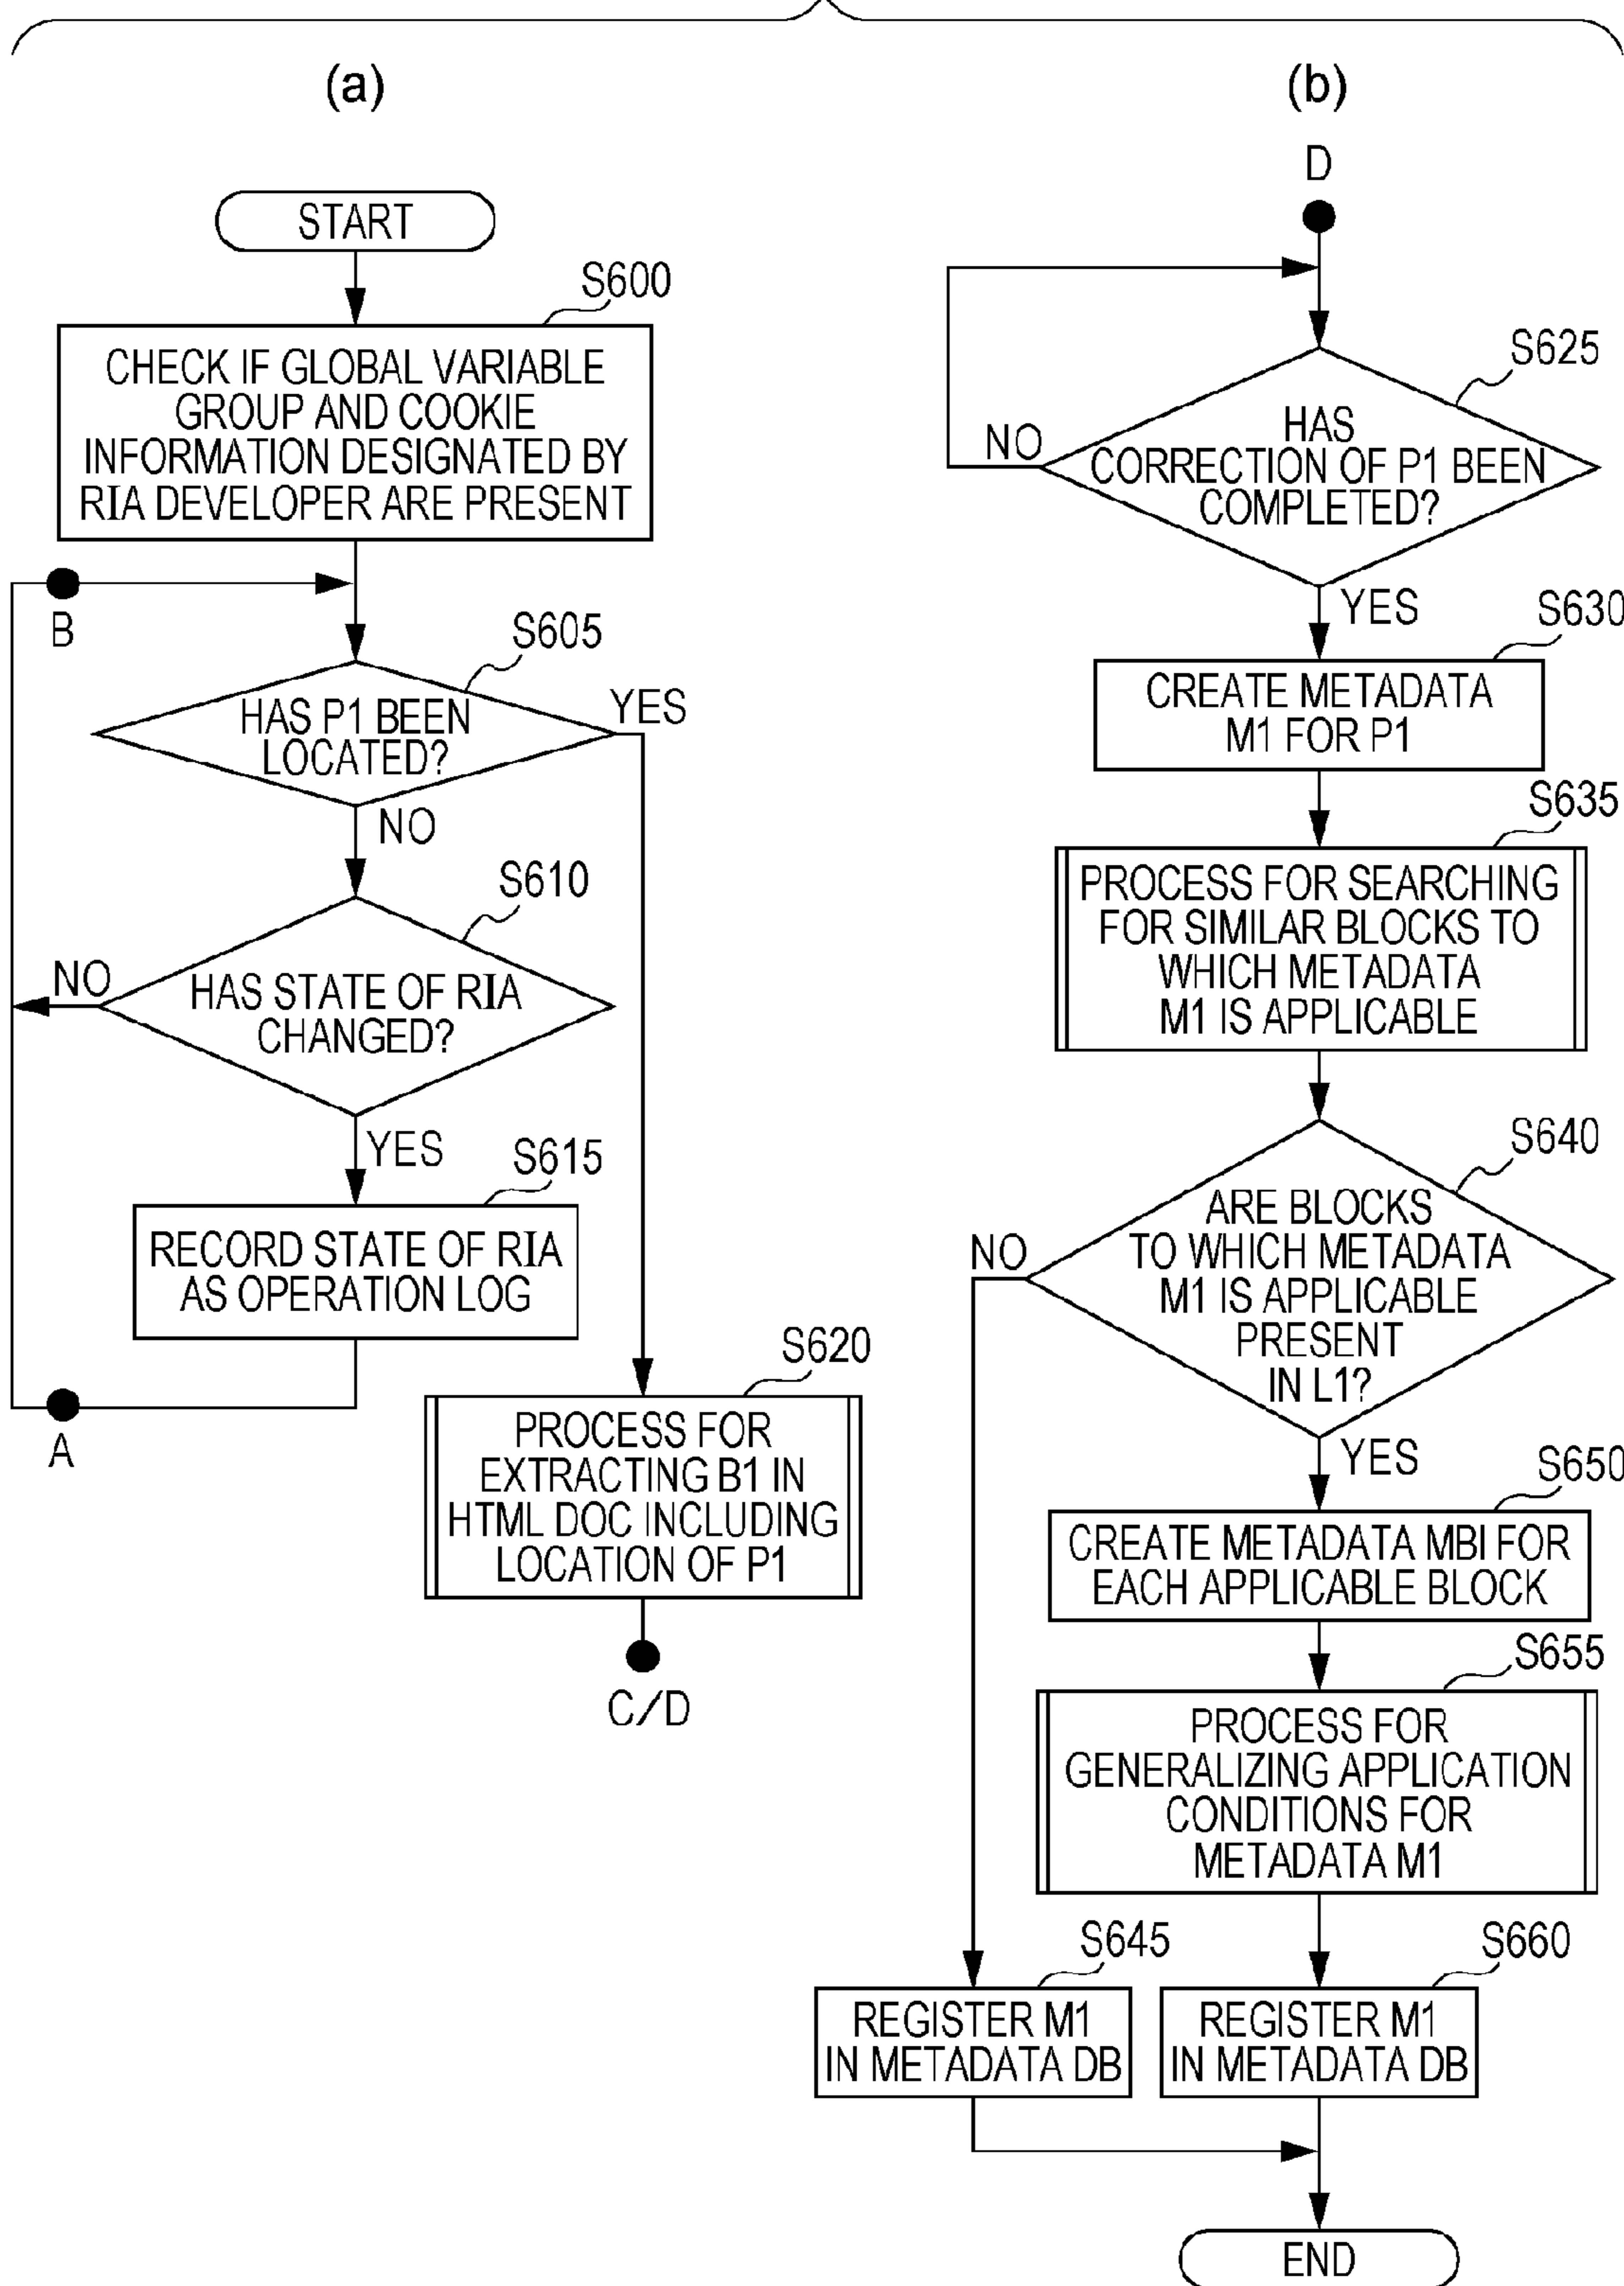 (a)
START
S600
CHECK IF GLOBAL VARIABLE
GROUP AND COOKIE
INFORMATION DESIGNATED BY
RIA DEVELOPER ARE PRESENT
B
S605
HAS P1 BEEN
LOCATED?
YES
NO
S610
NO
HAS STATE OF RIA
CHANGED?
YES
S615
RECORD STATE OF RIA
AS OPERATION LOG
A
S620
PROCESS FOR
EXTRACTING B1 IN
HTML DOC INCLUDING
LOCATION OF P1
C/D
(b)
D
S625
NO
HAS
CORRECTION OF P1 BEEN
COMPLETED?
YES
S630
CREATE METADATA
M1 FOR P1
S635
PROCESS FOR SEARCHING
FOR SIMILAR BLOCKS TO
WHICH METADATA
M1 IS APPLICABLE
S640
NO
ARE BLOCKS
TO WHICH METADATA
M1 IS APPLICABLE
PRESENT
IN L1?
YES
S650
CREATE METADATA MBI FOR
EACH APPLICABLE BLOCK
S655
PROCESS FOR
GENERALIZING APPLICATION
CONDITIONS FOR
METADATA M1
S645
REGISTER M1
IN METADATA DB
S660
REGISTER M1
IN METADATA DB
END